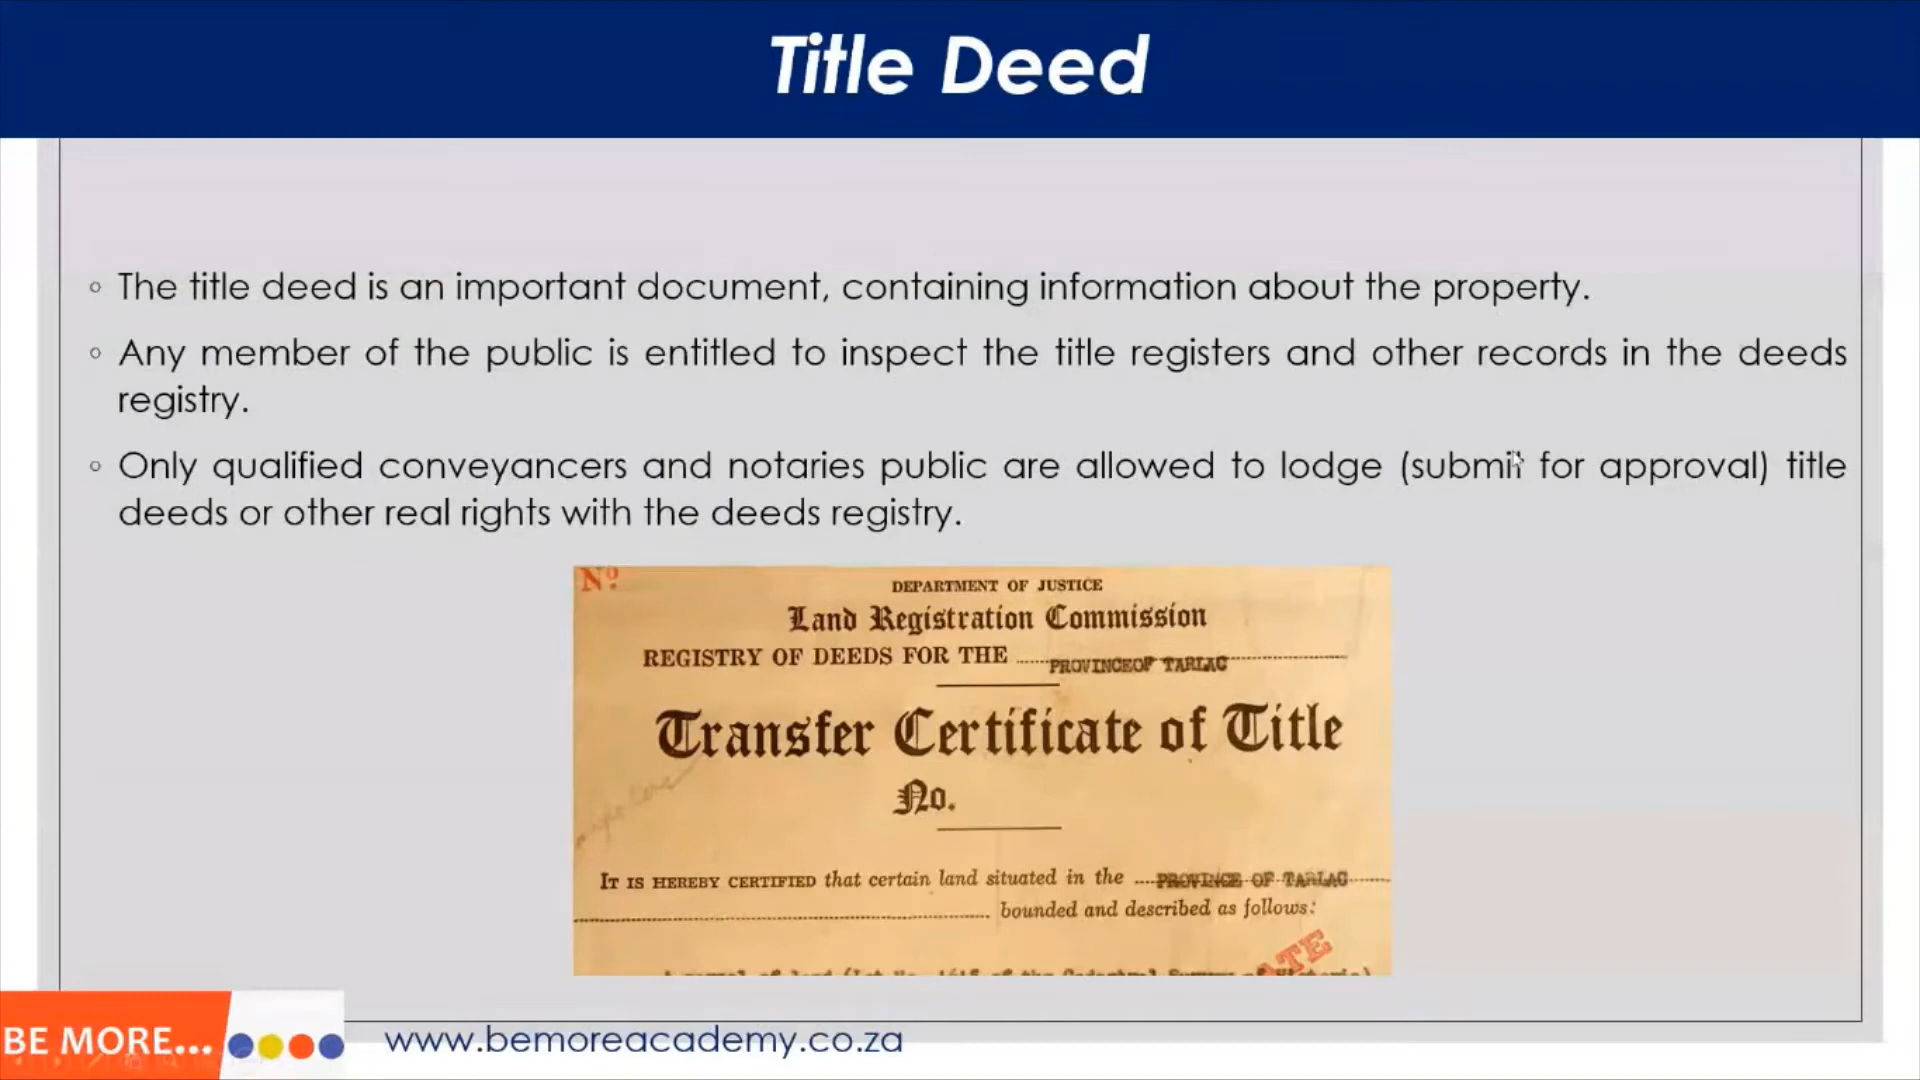 Title Deed
The title deed is an important document, containing information about the property.
Any member of the public is entitled to inspect the title registers and other records in the deeds
registry.
Only qualified conveyancers and notaries public are allowed to lodge (submit for approval) title
deeds or other real rights with the deeds registry.
Nº
DEPARTMENT OF JUSTICE
Land Registration Commission
REGISTRY OF DEEDS FOR THE PROVINCE OF TARLAC
Transfer Certificate of Title
No.
IT IS HEREBY CERTIFIED that certain land situated in the PROVINCE OF TARLAC
bounded and described as follows:
BE MORE...
www.bemoreacademy.co.za